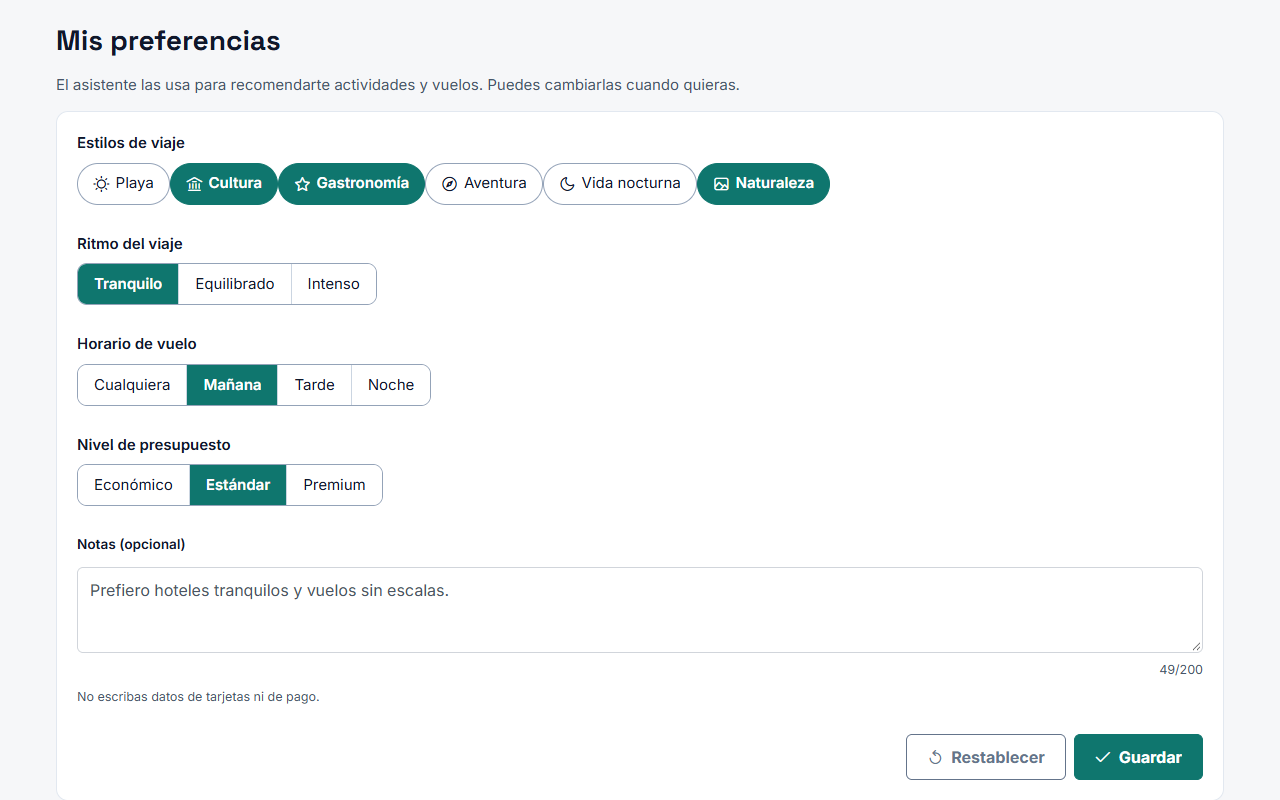 Mis preferencias
El asistente las usa para recomendarte actividades y vuelos. Puedes cambiarlas cuando quieras.
Estilos de viaje
Playa Cultura Gastronomía Aventura Vida nocturna Naturaleza
Ritmo del viaje
Tranquilo Equilibrado Intenso
Horario de vuelo
Cualquiera Mañana Tarde Noche
Nivel de presupuesto
Económico Estándar Premium
Notas (opcional)
Prefiero hoteles tranquilos y vuelos sin escalas.
49/200
No escribas datos de tarjetas ni de pago.
Restablecer Guardar